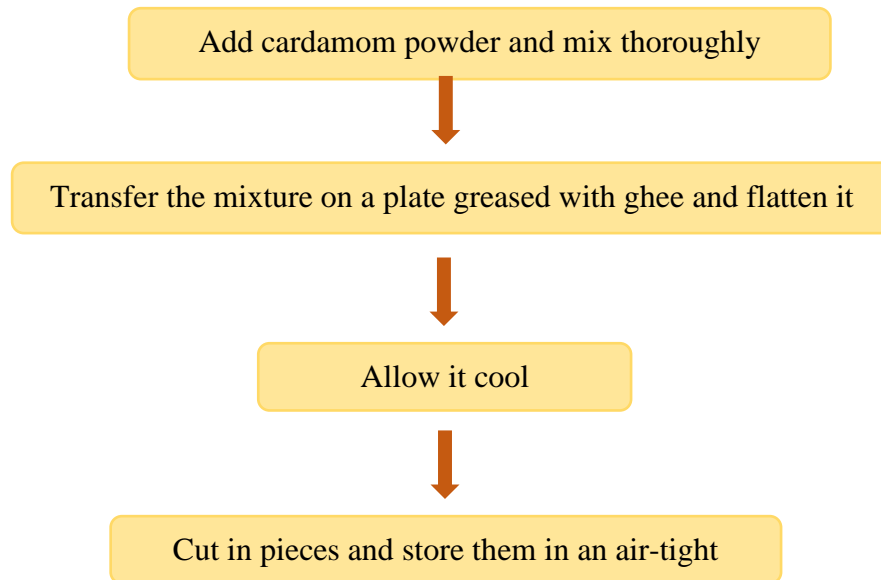 Add cardamom powder and mix thoroughly
Transfer the mixture on a plate greased with ghee and flatten it
Allow it cool
Cut in pieces and store them in an air-tight